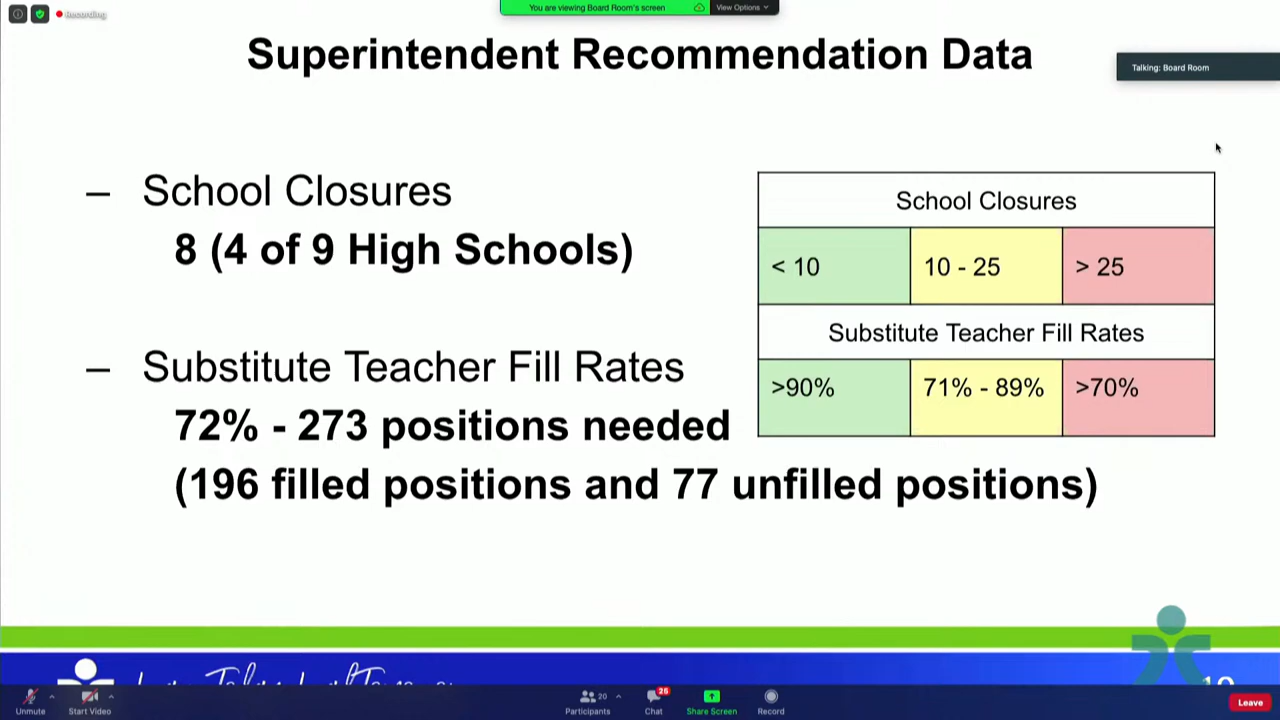 Recording
You are viewing Board Room's screen
View Options
Superintendent Recommendation Data
Talking: Board Room
– School Closures
8 (4 of 9 High Schools)
– Substitute Teacher Fill Rates
72% - 273 positions needed
(196 filled positions and 77 unfilled positions)
School Closures
< 10 10 - 25 > 25
Substitute Teacher Fill Rates
>90% 71% - 89% >70%
Unmute
Start Video
Participants 20
Chat 26
Share Screen
Record
Leave